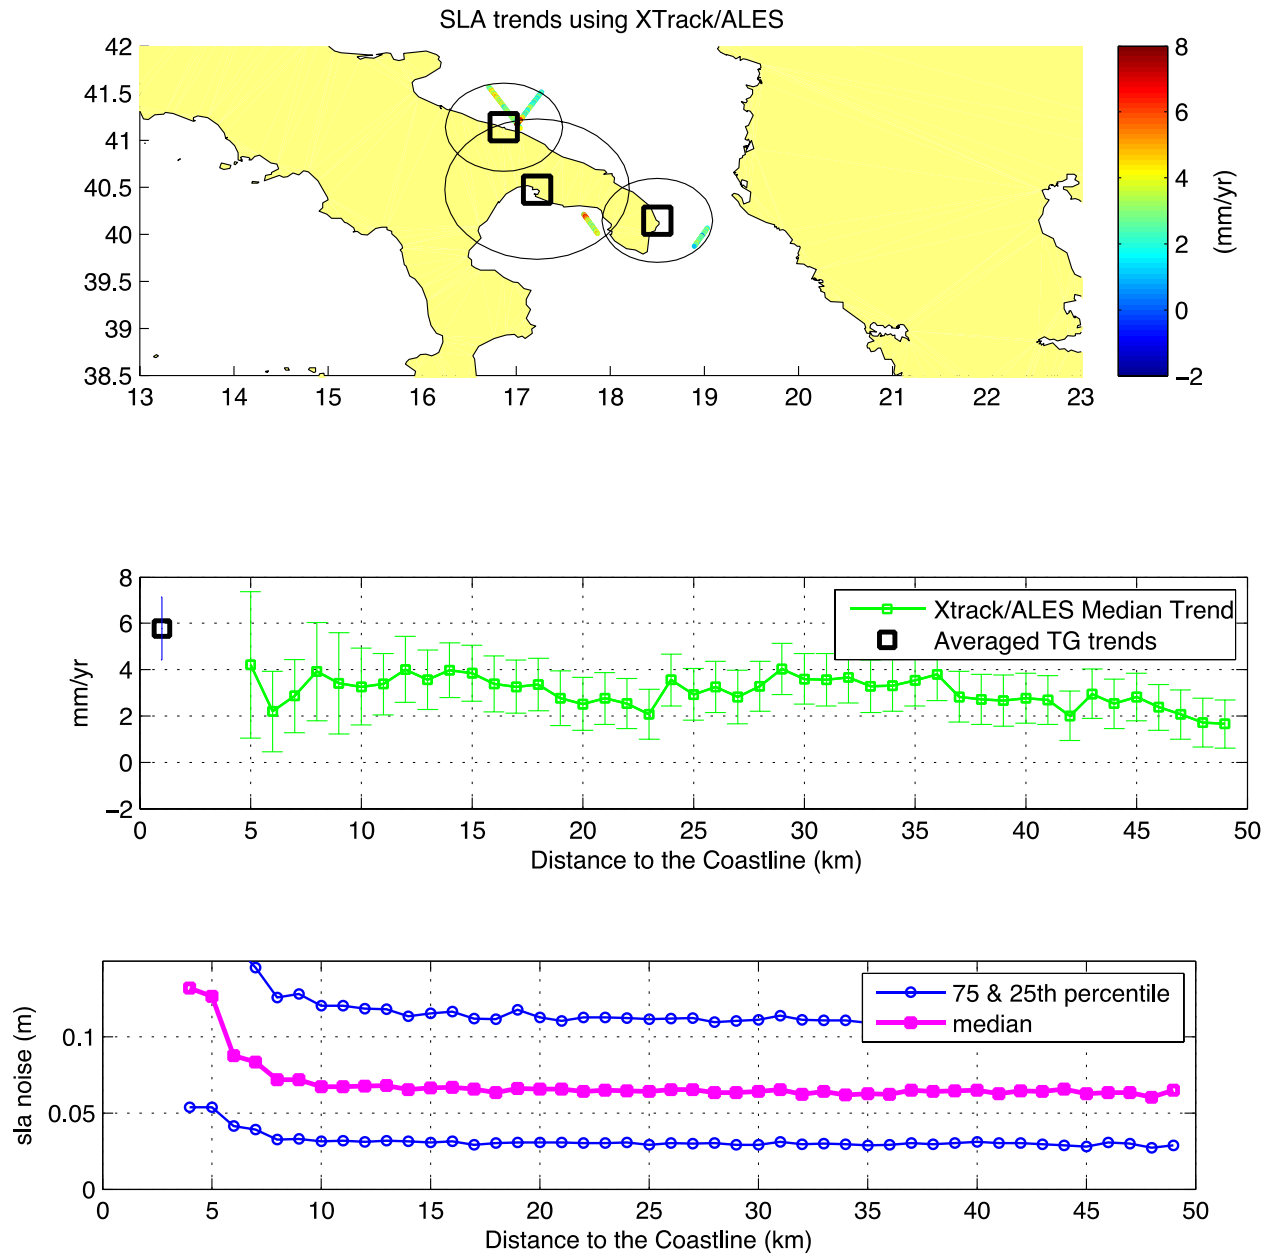 SLA trends using XTrack/ALES
42
41.5
41
40.5
40
39.5
39
38.5
13 14 15 16 17 18 19 20 21 22 23
8
6
4
2
0
−2
(mm/yr)
8
6
4
2
0
−2
mm/yr
Xtrack/ALES Median Trend
Averaged TG trends
0 5 10 15 20 25 30 35 40 45 50
Distance to the Coastline (km)
0.1
0.05
0
sla noise (m)
75 & 25th percentile
median
0 5 10 15 20 25 30 35 40 45 50
Distance to the Coastline (km)